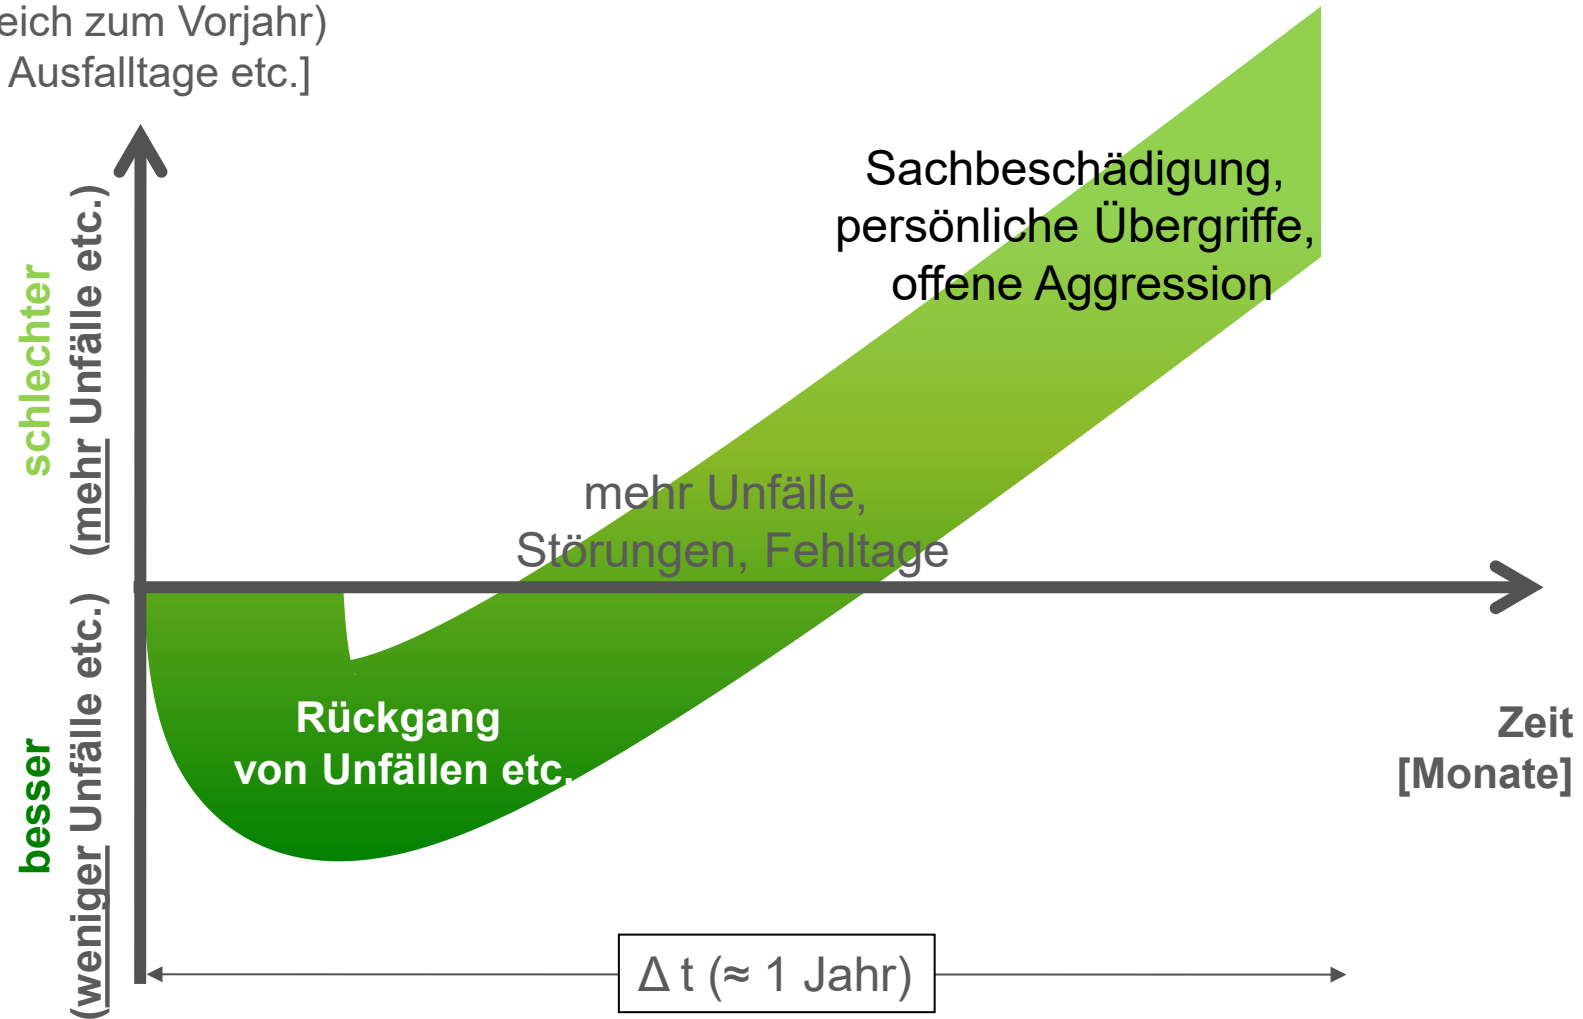 eich zum Vorjahr)
Ausfalltage etc.]
Sachbeschädigung,
persönliche Übergriffe,
offene Aggression
schlechter
(mehr Unfälle etc.)
mehr Unfälle,
Störungen, Fehltage
besser
(weniger Unfälle etc.)
Rückgang
von Unfällen etc.
Zeit
[Monate]
Δ t (≈ 1 Jahr)